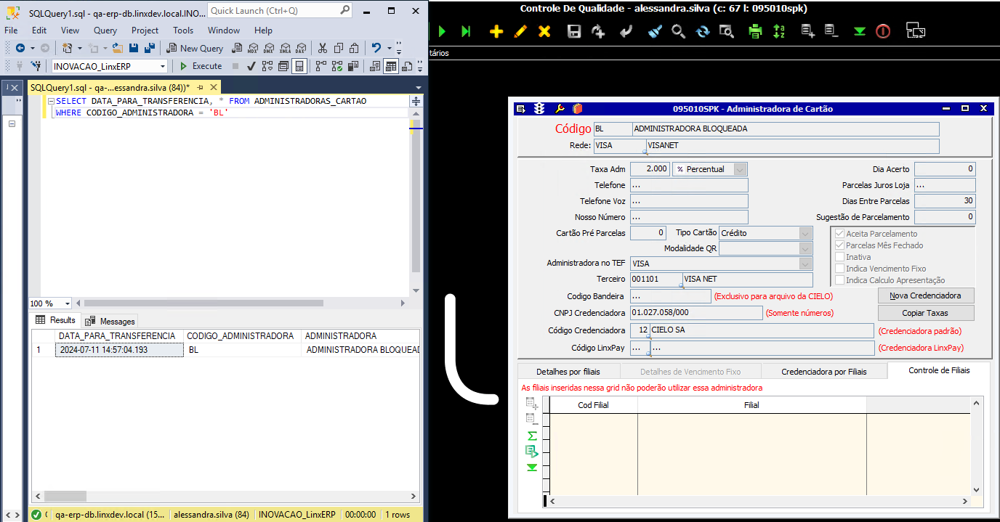 SQLQuery1.sql - qa-erp-db.linxdev.local.INO...
Quick Launch (Ctrl+Q)
File Edit View Query Project Tools Window Help
New Query
MDX DMX XMLA DAX
INOVACAO_LinxERP
Execute
SQLQuery1.sql - qa-...essandra.silva (84))*
SELECT DATA_PARA_TRANSFERENCIA, * FROM ADMINISTRADORAS_CARTAO
WHERE CODIGO_ADMINISTRADORA = 'BL'
100 %
Results Messages
DATA_PARA_TRANSFERENCIA CODIGO_ADMINISTRADORA ADMINISTRADORA
1 2024-07-11 14:57:04.193 BL ADMINISTRADORA BLOQUEAD
qa-erp-db.linxdev.local (15... alessandra.silva (84) INOVACAO_LinxERP 00:00:00 1 rows
Controle De Qualidade - alessandra.silva (c: 67 l: 095010spk)
tários
095010SPK - Administradora de Cartão
Código BL ADMINISTRADORA BLOQUEADA
Rede: VISA VISANET
Taxa Adm 2.000 % Percentual Dia Acerto 0
Telefone ... Parcelas Juros Loja ...
Telefone Voz ... Dias Entre Parcelas 30
Nosso Número ... Sugestão de Parcelamento 0
Cartão Pré Parcelas 0 Tipo Cartão Crédito Aceita Parcelamento
Modalidade QR Parcelas Mês Fechado
Inativa
Administradora no TEF VISA Indica Vencimento Fixo
Terceiro 001101 VISA NET Indica Calculo Apresentação
Codigo Bandeira ... (Exclusivo para arquivo da CIELO) Nova Credenciadora
CNPJ Credenciadora 01.027.058/000 (Somente números) Copiar Taxas
Código Credenciadora 12 CIELO SA (Credenciadora padrão)
Código LinxPay ... ... (Credenciadora LinxPay)
Detalhes por filiais Detalhes de Vencimento Fixo Credenciadora por Filiais Controle de Filiais
As filiais inseridas nessa grid não poderão utilizar essa administradora
Cod Filial Filial